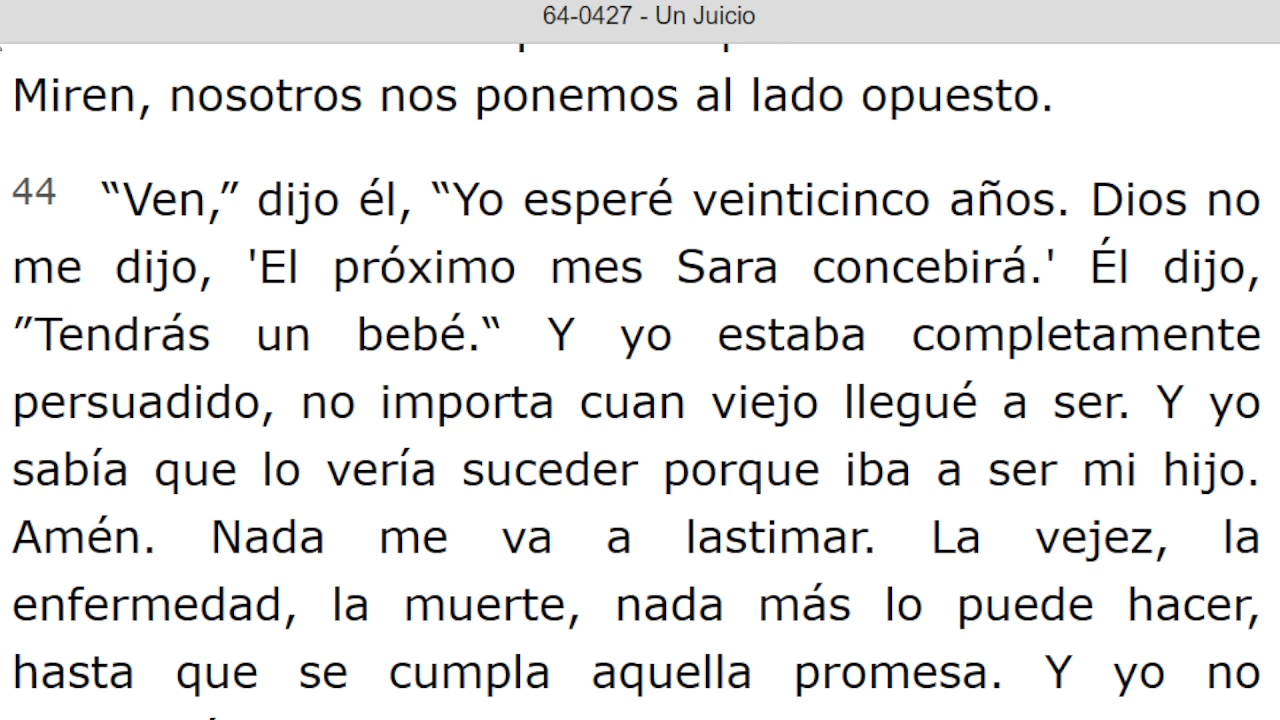 64-0427 - Un Juicio
Miren, nosotros nos ponemos al lado opuesto.
44 “Ven,” dijo él, “Yo esperé veinticinco años. Dios no
me dijo, 'El próximo mes Sara concebirá.' Él dijo,
”Tendrás un bebé.“ Y yo estaba completamente
persuadido, no importa cuan viejo llegué a ser. Y yo
sabía que lo vería suceder porque iba a ser mi hijo.
Amén. Nada me va a lastimar. La vejez, la
enfermedad, la muerte, nada más lo puede hacer,
hasta que se cumpla aquella promesa. Y yo no